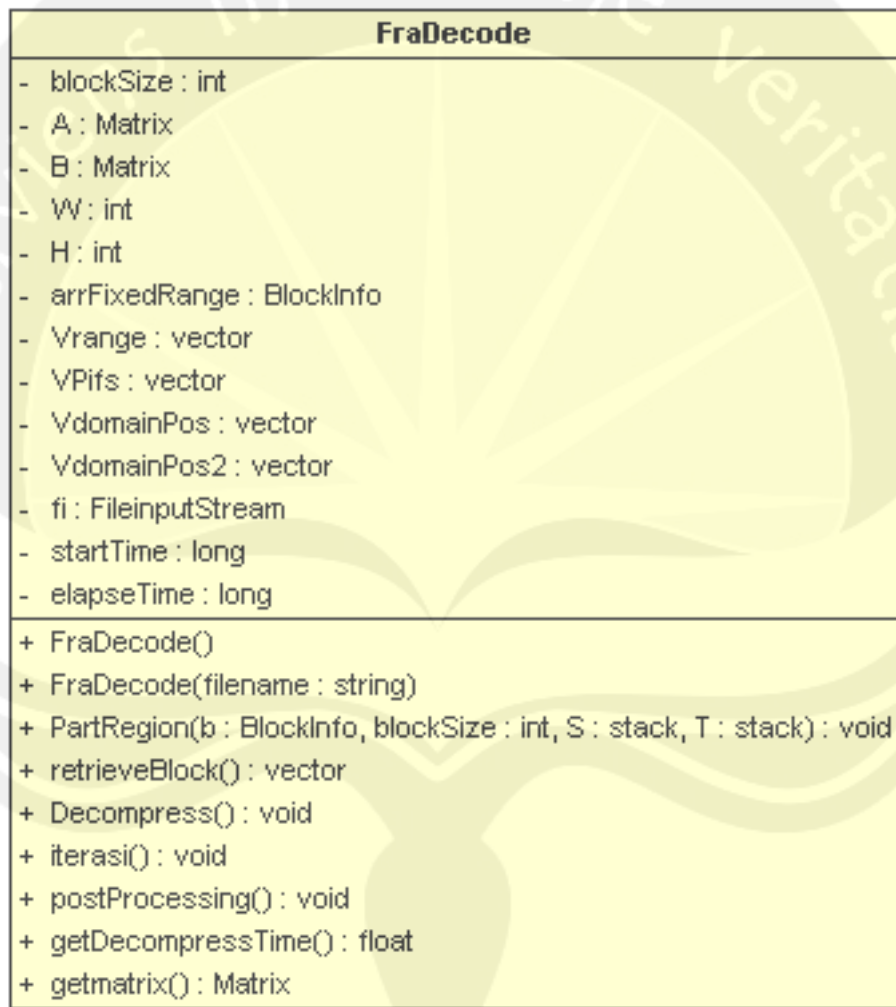 FraDecode
- blockSize : int
- A : Matrix
- B : Matrix
- W : int
- H : int
- arrFixedRange : BlockInfo
- Vrange : vector
- VPifs : vector
- VdomainPos : vector
- VdomainPos2 : vector
- fi : FileinputStream
- startTime : long
- elapseTime : long
+ FraDecode()
+ FraDecode(filename : string)
+ PartRegion(b : BlockInfo, blockSize : int, S : stack, T : stack) : void
+ retrieveBlock() : vector
+ Decompress() : void
+ iterasi() : void
+ postProcessing() : void
+ getDecompressTime() : float
+ getmatrix() : Matrix